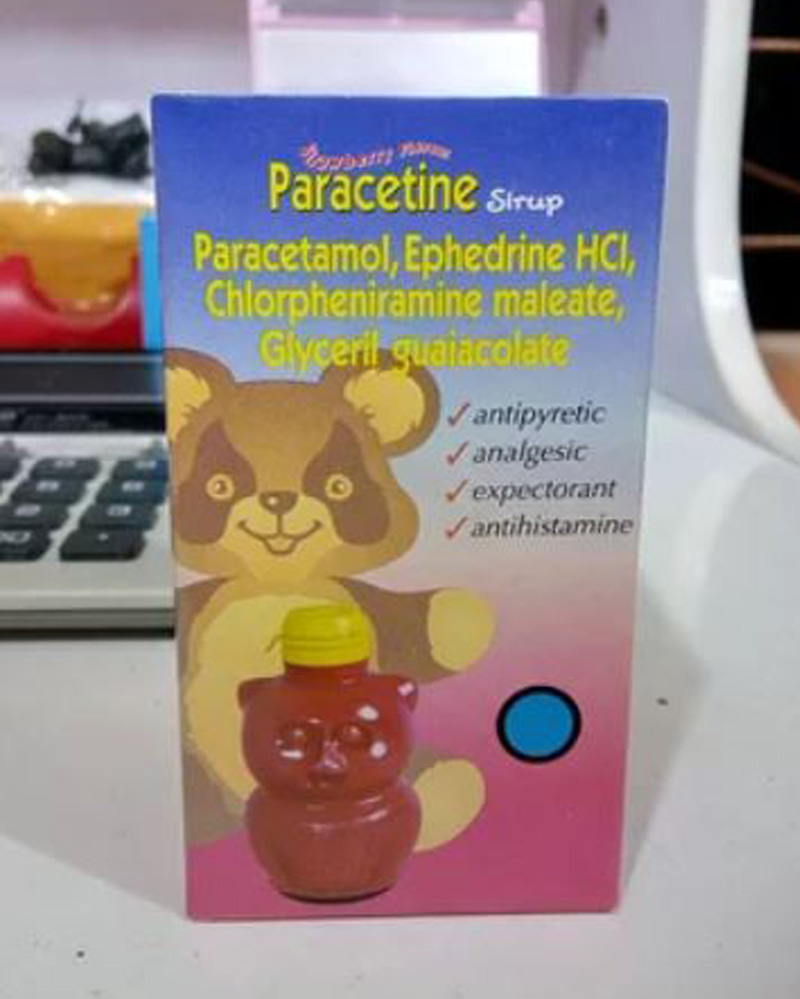 Paracetine Sirup
Paracetamol, Ephedrine HCl,
Chlorpheniramine maleate,
Glyceril guaiacolate
✓ antipyretic
✓ analgesic
✓ expectorant
✓ antihistamine